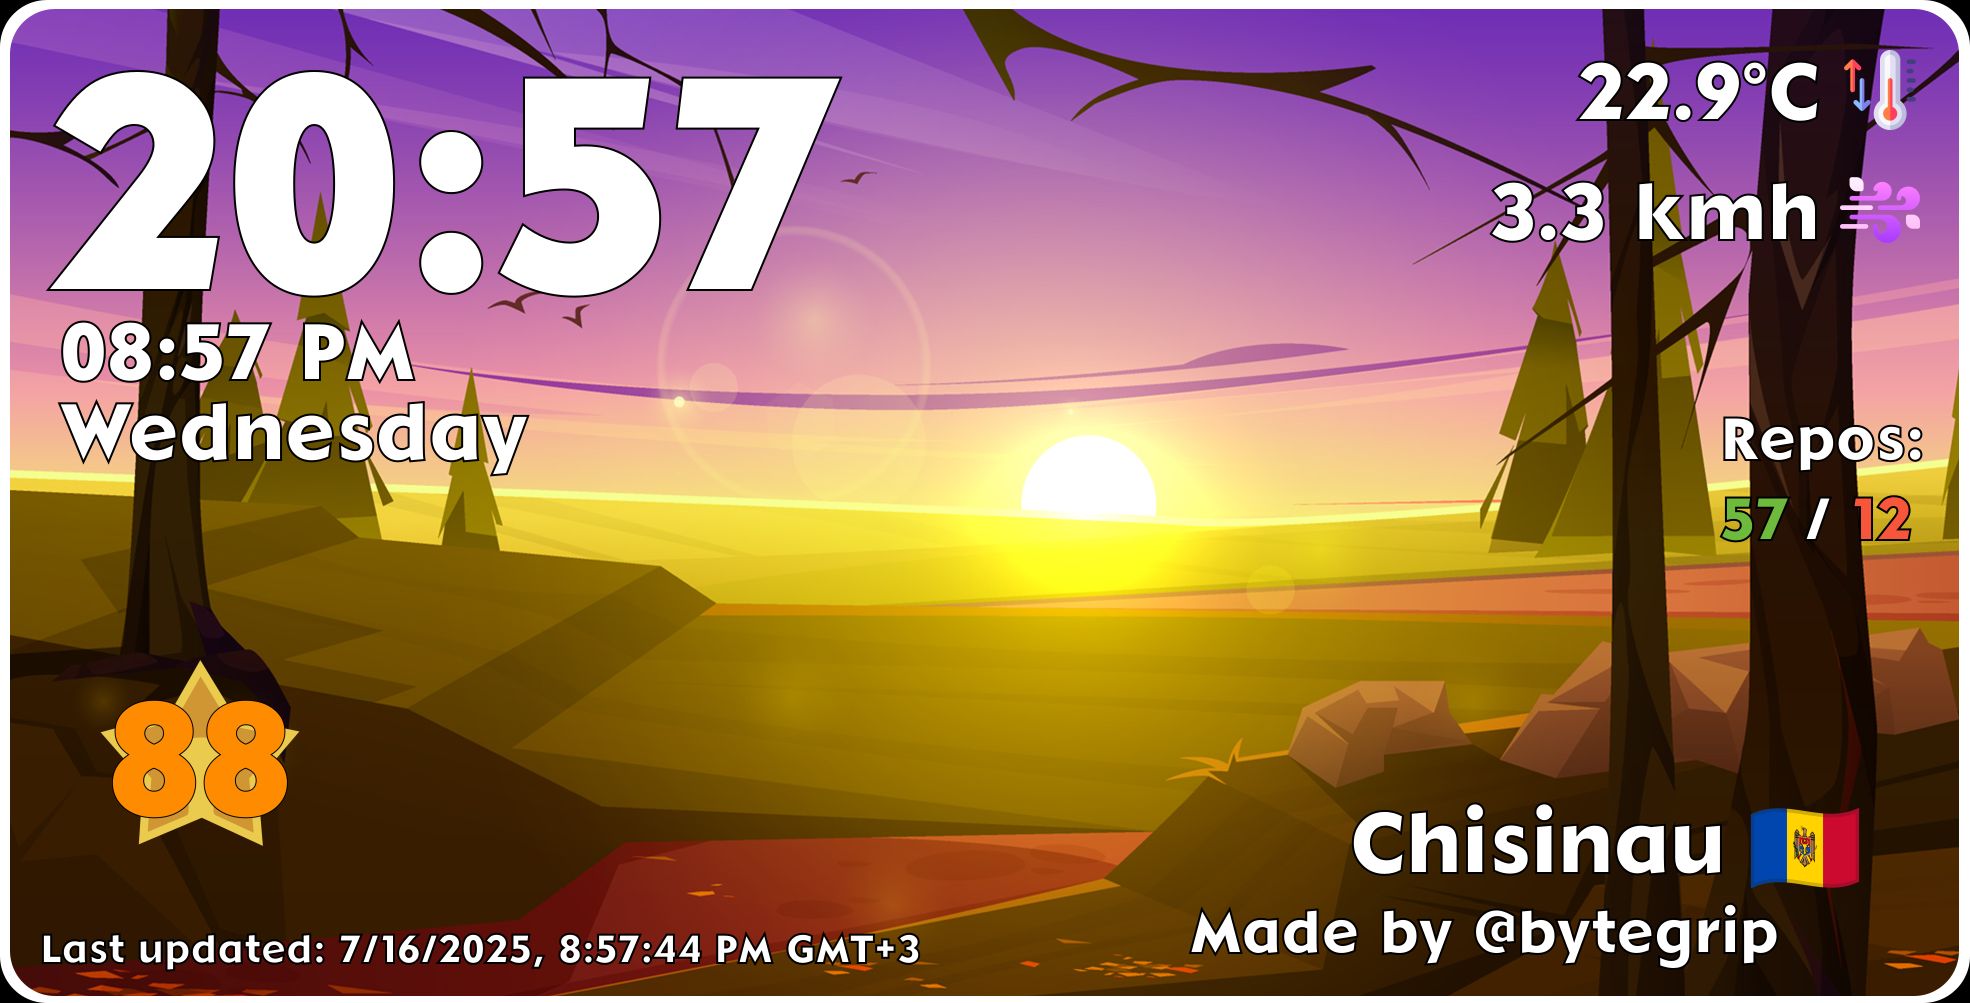 20:57
08:57 PM
Wednesday
22.9°C
3.3 kmh
Repos:
57 / 12
88
Chisinau
Made by @bytegrip
Last updated: 7/16/2025, 8:57:44 PM GMT+3